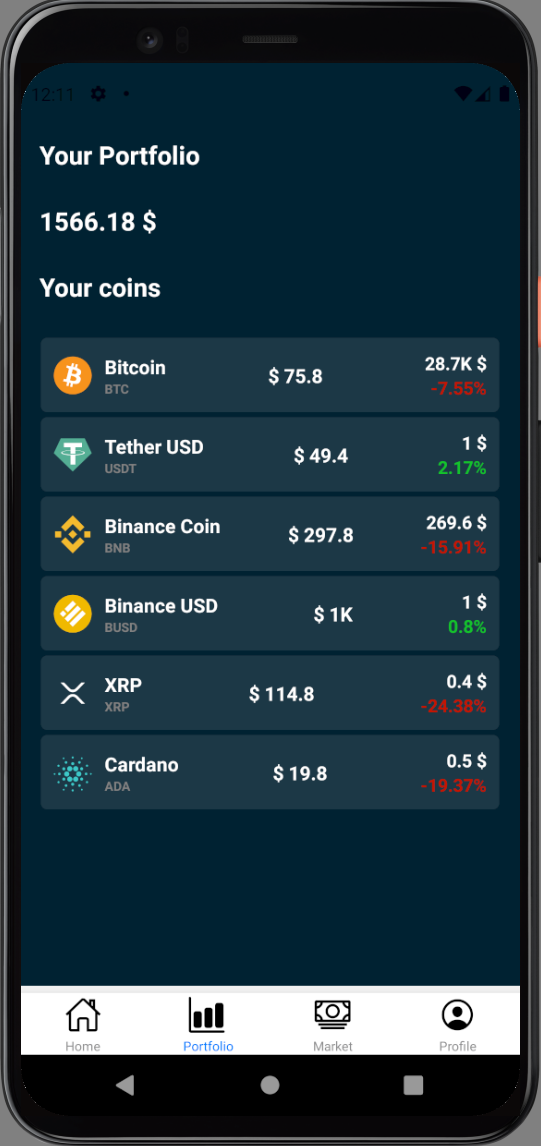 12:11
Your Portfolio
1566.18 $
Your coins
Bitcoin $ 75.8 28.7K $
BTC -7.55%
Tether USD $ 49.4 1 $
USDT 2.17%
Binance Coin $ 297.8 269.6 $
BNB -15.91%
Binance USD $ 1K 1 $
BUSD 0.8%
XRP $ 114.8 0.4 $
XRP -24.38%
Cardano $ 19.8 0.5 $
ADA -19.37%
Home Portfolio Market Profile